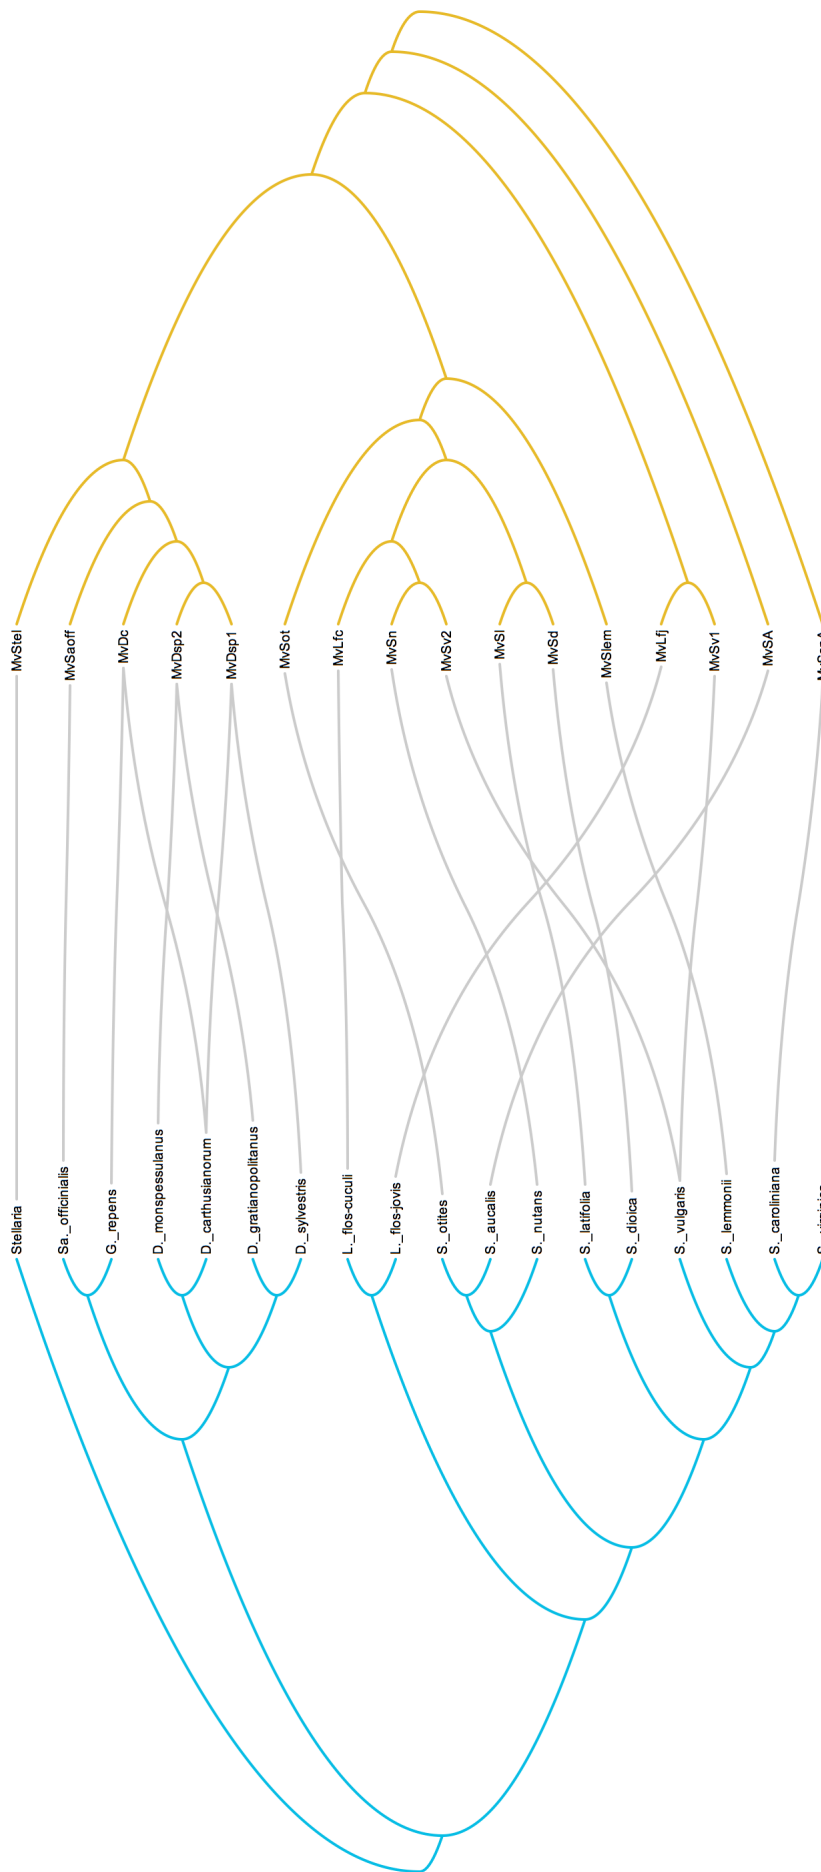 MvStel
MvSaoff
MvDc
MvDsp2
MvDsp1
MvSot
MvLfc
MvSn
MvSv2
MvSl
MvSd
MvSlem
MvLfj
MvSv1
MvSA
Stellaria
Sa._officinialis
G._repens
D._monspessulanus
D._carthusianorum
D._gratianopolitanus
D._sylvestris
L._flos-cuculi
L._flos-jovis
S._otites
S._aucalis
S._nutans
S._latifolia
S._dioica
S._vulgaris
S._lemmonii
S._caroliniana